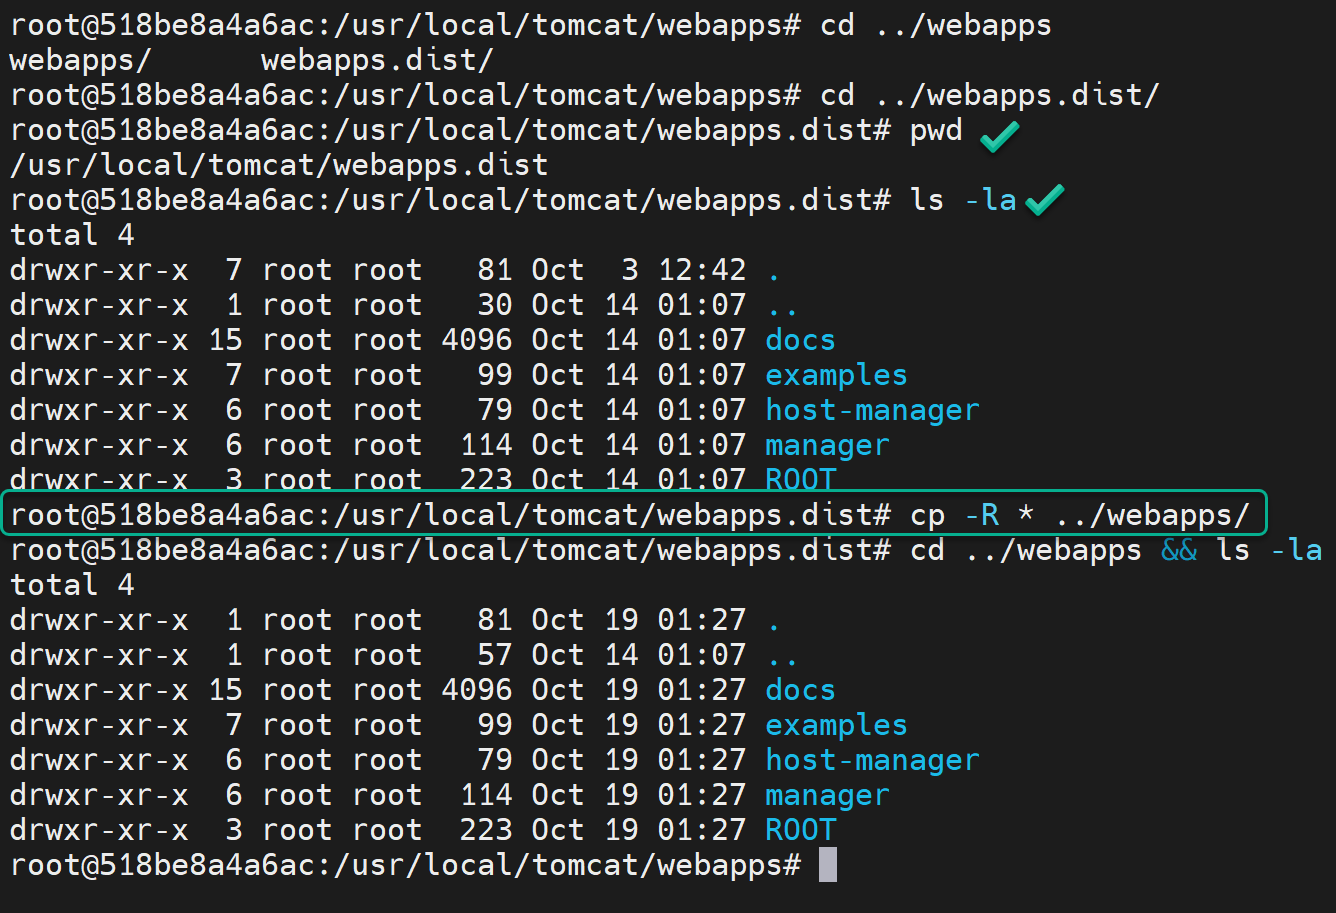 root@518be8a4a6ac:/usr/local/tomcat/webapps# cd ../webapps
webapps/      webapps.dist/
root@518be8a4a6ac:/usr/local/tomcat/webapps# cd ../webapps.dist/
root@518be8a4a6ac:/usr/local/tomcat/webapps.dist# pwd
/usr/local/tomcat/webapps.dist
root@518be8a4a6ac:/usr/local/tomcat/webapps.dist# ls -la
total 4
drwxr-xr-x  7 root root   81 Oct  3 12:42 .
drwxr-xr-x  1 root root   30 Oct 14 01:07 ..
drwxr-xr-x 15 root root 4096 Oct 14 01:07 docs
drwxr-xr-x  7 root root   99 Oct 14 01:07 examples
drwxr-xr-x  6 root root   79 Oct 14 01:07 host-manager
drwxr-xr-x  6 root root  114 Oct 14 01:07 manager
drwxr-xr-x  3 root root  223 Oct 14 01:07 ROOT
root@518be8a4a6ac:/usr/local/tomcat/webapps.dist# cp -R * ../webapps/
root@518be8a4a6ac:/usr/local/tomcat/webapps.dist# cd ../webapps && ls -la
total 4
drwxr-xr-x  1 root root   81 Oct 19 01:27 .
drwxr-xr-x  1 root root   57 Oct 14 01:07 ..
drwxr-xr-x 15 root root 4096 Oct 19 01:27 docs
drwxr-xr-x  7 root root   99 Oct 19 01:27 examples
drwxr-xr-x  6 root root   79 Oct 19 01:27 host-manager
drwxr-xr-x  6 root root  114 Oct 19 01:27 manager
drwxr-xr-x  3 root root  223 Oct 19 01:27 ROOT
root@518be8a4a6ac:/usr/local/tomcat/webapps#